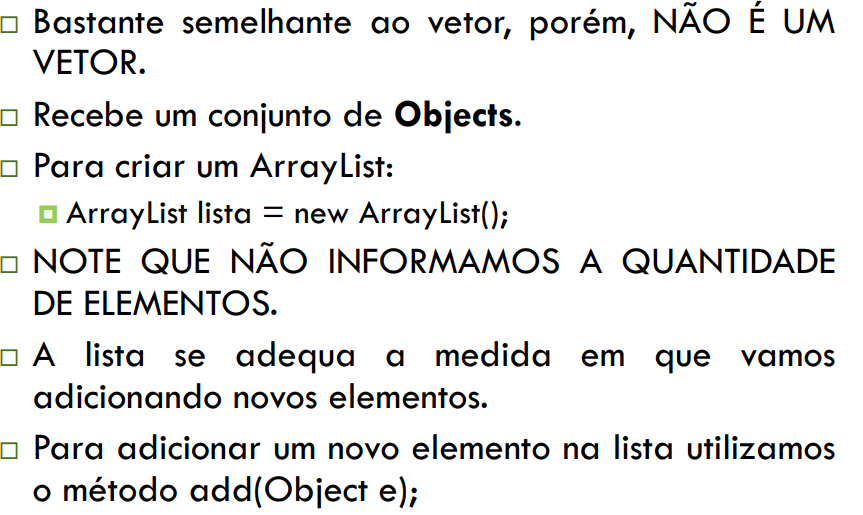 Bastante semelhante ao vetor, porém, NÃO É UM
VETOR.
Recebe um conjunto de Objects.
Para criar um ArrayList:
ArrayList lista = new ArrayList();
NOTE QUE NÃO INFORMAMOS A QUANTIDADE
DE ELEMENTOS.
A lista se adequa a medida em que vamos
adicionando novos elementos.
Para adicionar um novo elemento na lista utilizamos
o método add(Object e);